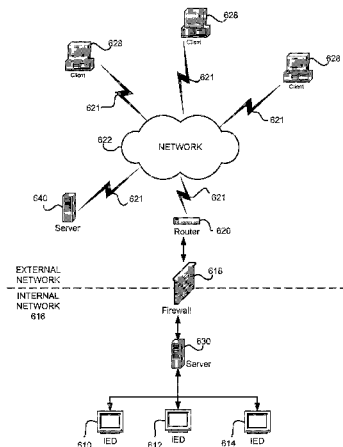 628
Client
628
Client
628
Client
621
621
621
622
NETWORK
640
621
621
Server
Router
620
EXTERNAL
NETWORK
618
INTERNAL
NETWORK
616
Firewall
630
Server
610
IED
612
IED
614
IED